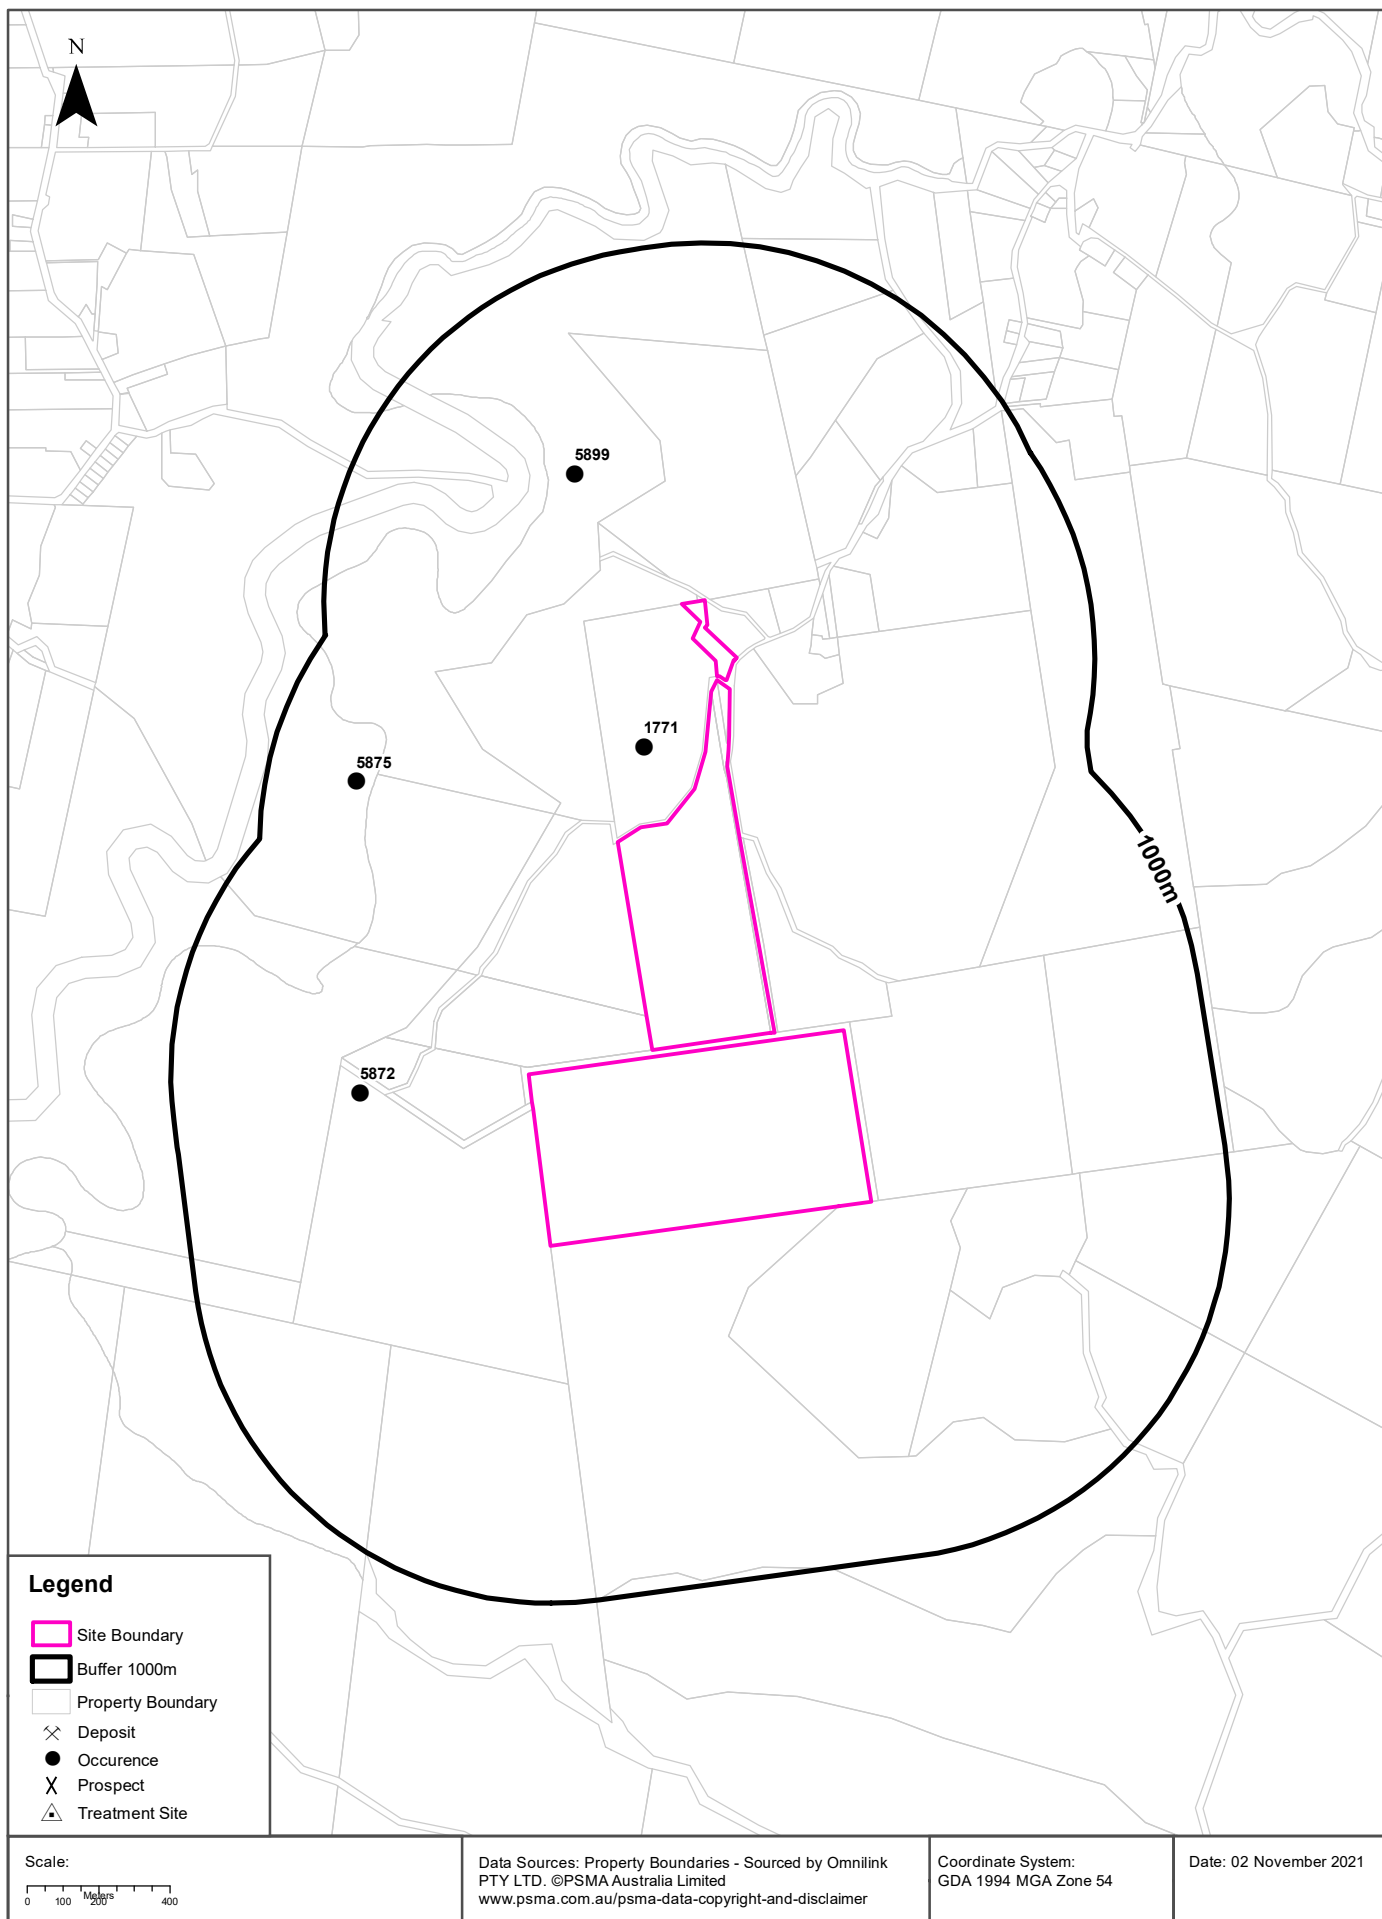 N
5899
1771
5875
1000m
5872
Legend
Site Boundary
Buffer 1000m
Property Boundary
Deposit
Occurence
Prospect
Treatment Site
Scale:
Meters
0 100 200 400
Data Sources: Property Boundaries - Sourced by Omnilink
PTY LTD. ©PSMA Australia Limited
www.psma.com.au/psma-data-copyright-and-disclaimer
Coordinate System:
GDA 1994 MGA Zone 54
Date: 02 November 2021